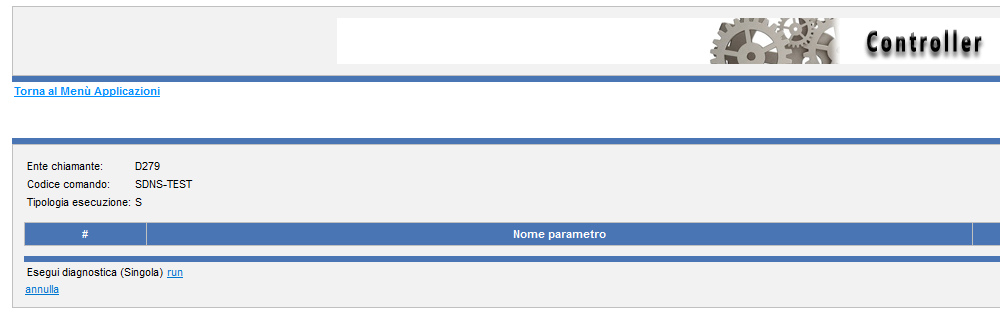 Controller
Torna al Menù Applicazioni
Ente chiamante: D279
Codice comando: SDNS-TEST
Tipologia esecuzione: S
# Nome parametro
Esegui diagnostica (Singola) run
annulla